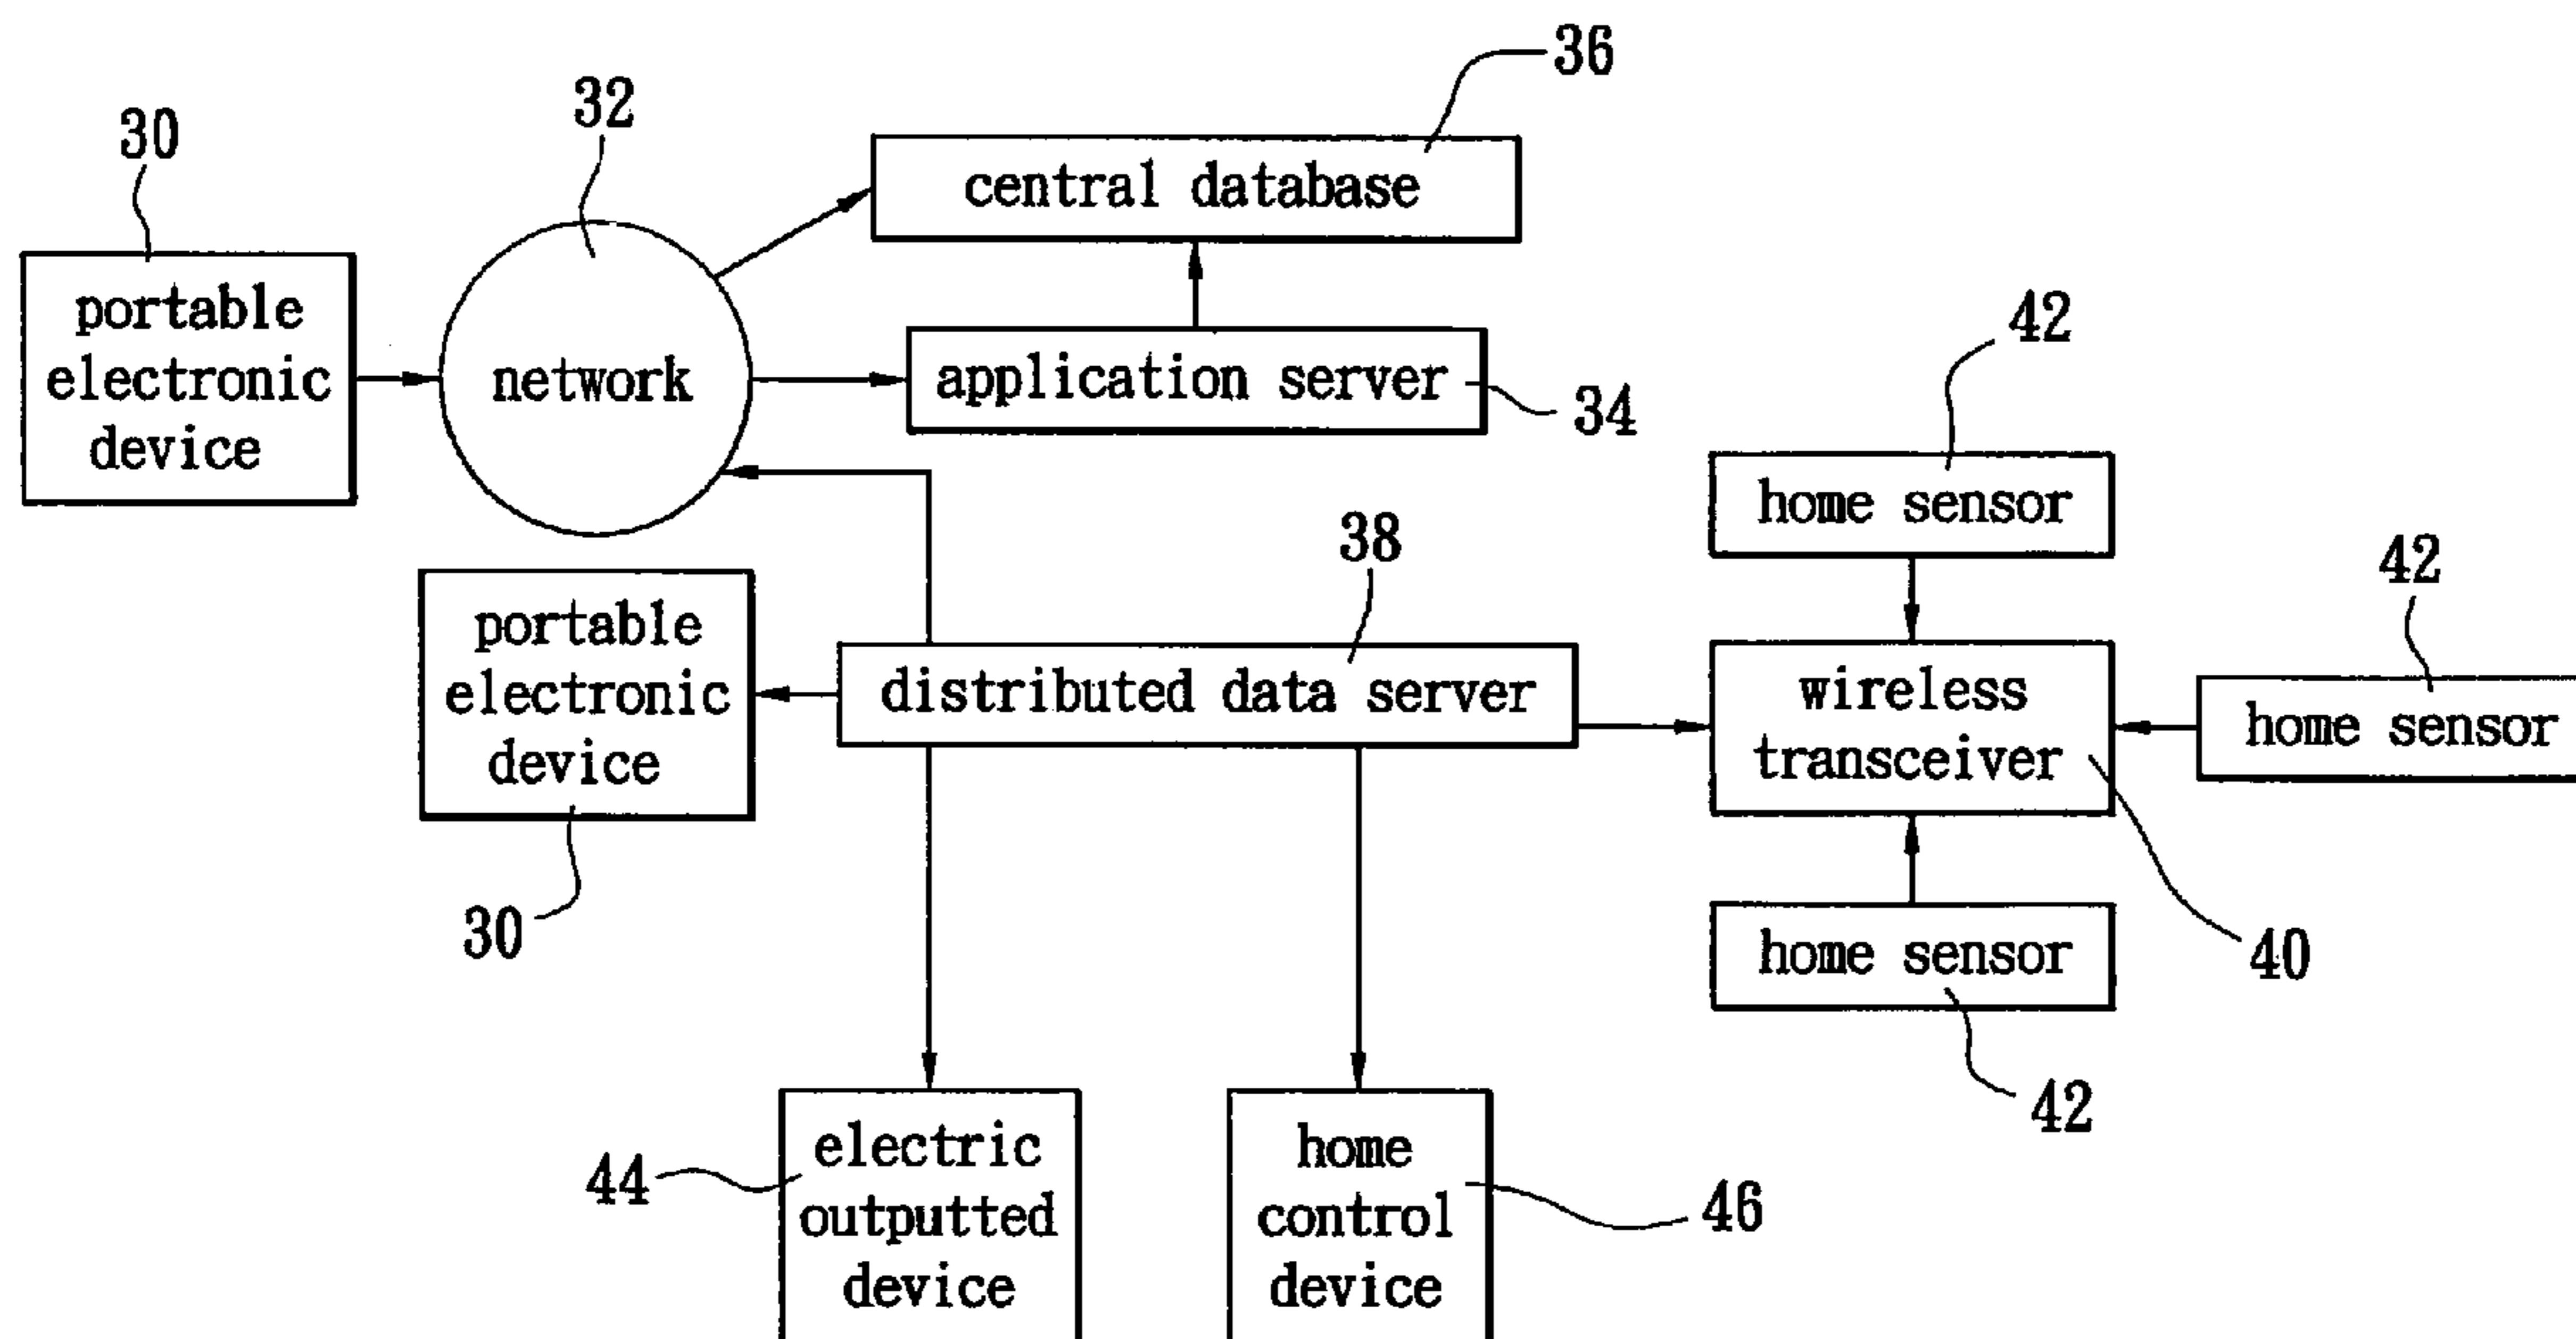 36
32
30
central database
portable
electronic
device
network
application server
34
42
home sensor
38
42
portable
electronic
device
distributed data server
wireless
transceiver
home sensor
30
home sensor
40
42
44
electric
outputted
device
home
control
device
46